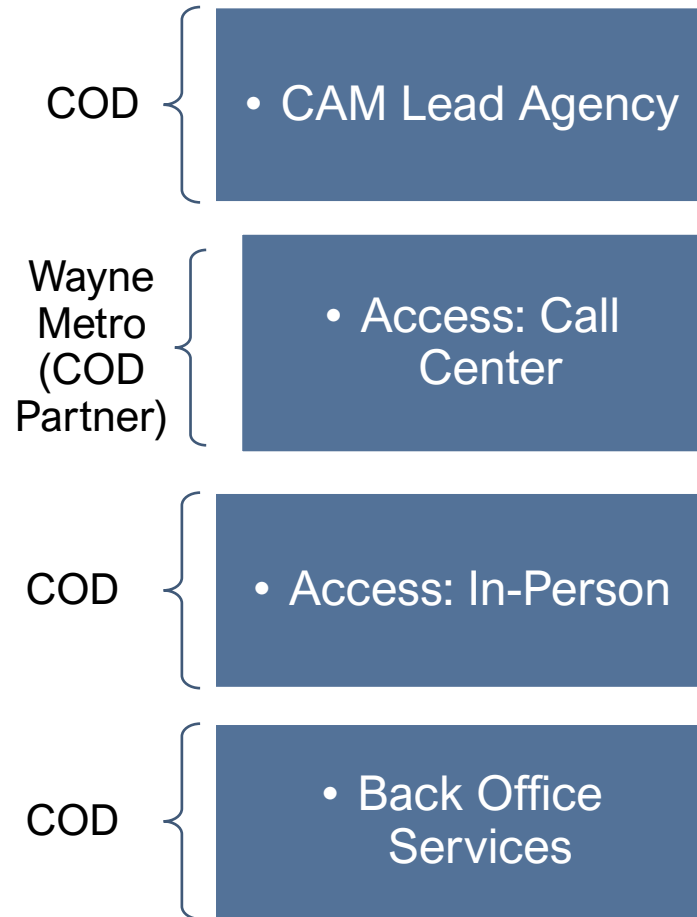 COD
• CAM Lead Agency
Wayne
Metro
(COD
Partner)
• Access: Call
Center
COD
• Access: In-Person
COD
• Back Office
Services